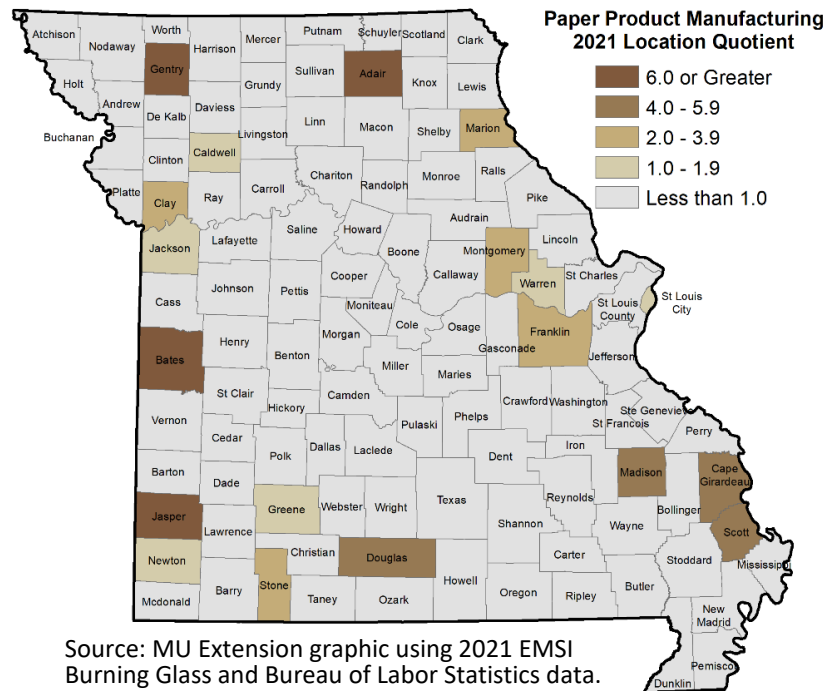 Paper Product Manufacturing
2021 Location Quotient
6.0 or Greater
4.0 - 5.9
2.0 - 3.9
1.0 - 1.9
Less than 1.0
Atchison
Nodaway
Worth
Harrison
Mercer
Putnam
Schuyler
Scotland
Clark
Holt
Gentry
Grundy
Sullivan
Adair
Knox
Lewis
Andrew
De Kalb
Daviess
Livingston
Linn
Macon
Shelby
Marion
Buchanan
Clinton
Caldwell
Chariton
Randolph
Monroe
Ralls
Pike
Platte
Clay
Ray
Carroll
Audrain
Jackson
Lafayette
Saline
Howard
Boone
Callaway
Montgomery
Lincoln
Warren
St Charles
St Louis
County
St Louis
City
Cass
Johnson
Pettis
Cooper
Moniteau
Cole
Osage
Gasconade
Franklin
Jefferson
Bates
Henry
Benton
Morgan
Miller
Maries
St Clair
Hickory
Camden
Pulaski
Phelps
Crawford
Washington
Ste Genevieve
St Francois
Perry
Vernon
Cedar
Polk
Dallas
Laclede
Dent
Iron
Madison
Cape
Girardeau
Barton
Dade
Greene
Webster
Wright
Texas
Reynolds
Bollinger
Jasper
Lawrence
Shannon
Wayne
Scott
Newton
Christian
Douglas
Howell
Carter
Stoddard
Mississippi
Mcdonald
Barry
Stone
Taney
Ozark
Oregon
Ripley
Butler
New
Madrid
Pemiscot
Dunklin
Source: MU Extension graphic using 2021 EMSI
Burning Glass and Bureau of Labor Statistics data.